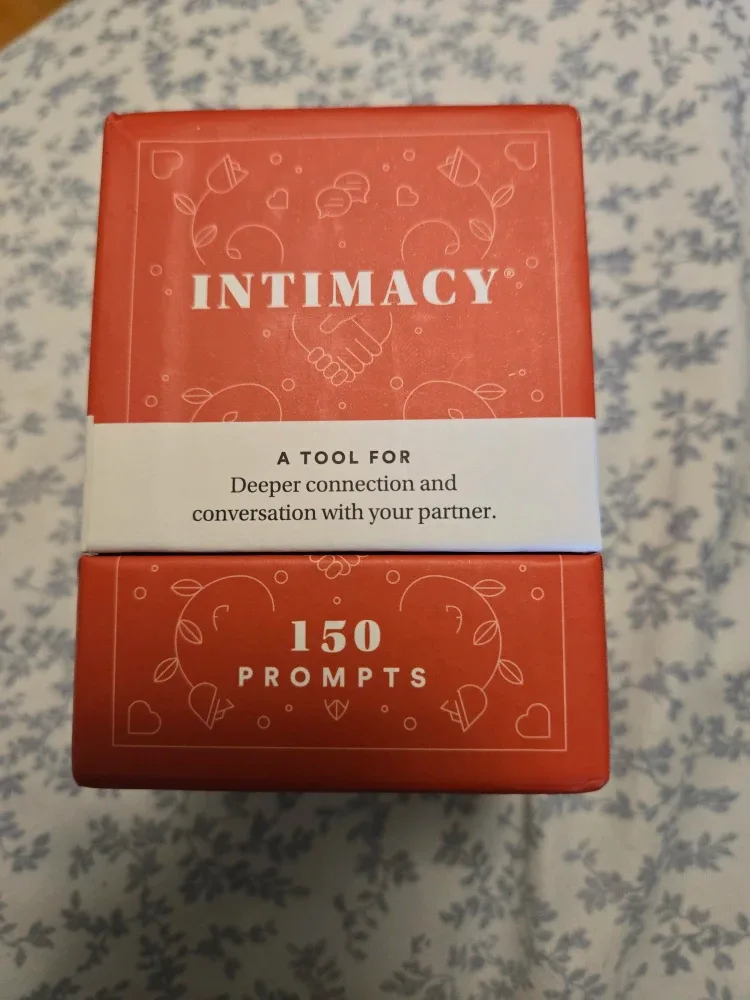 INTIMACY®
A TOOL FOR
Deeper connection and
conversation with your partner.
150
PROMPTS